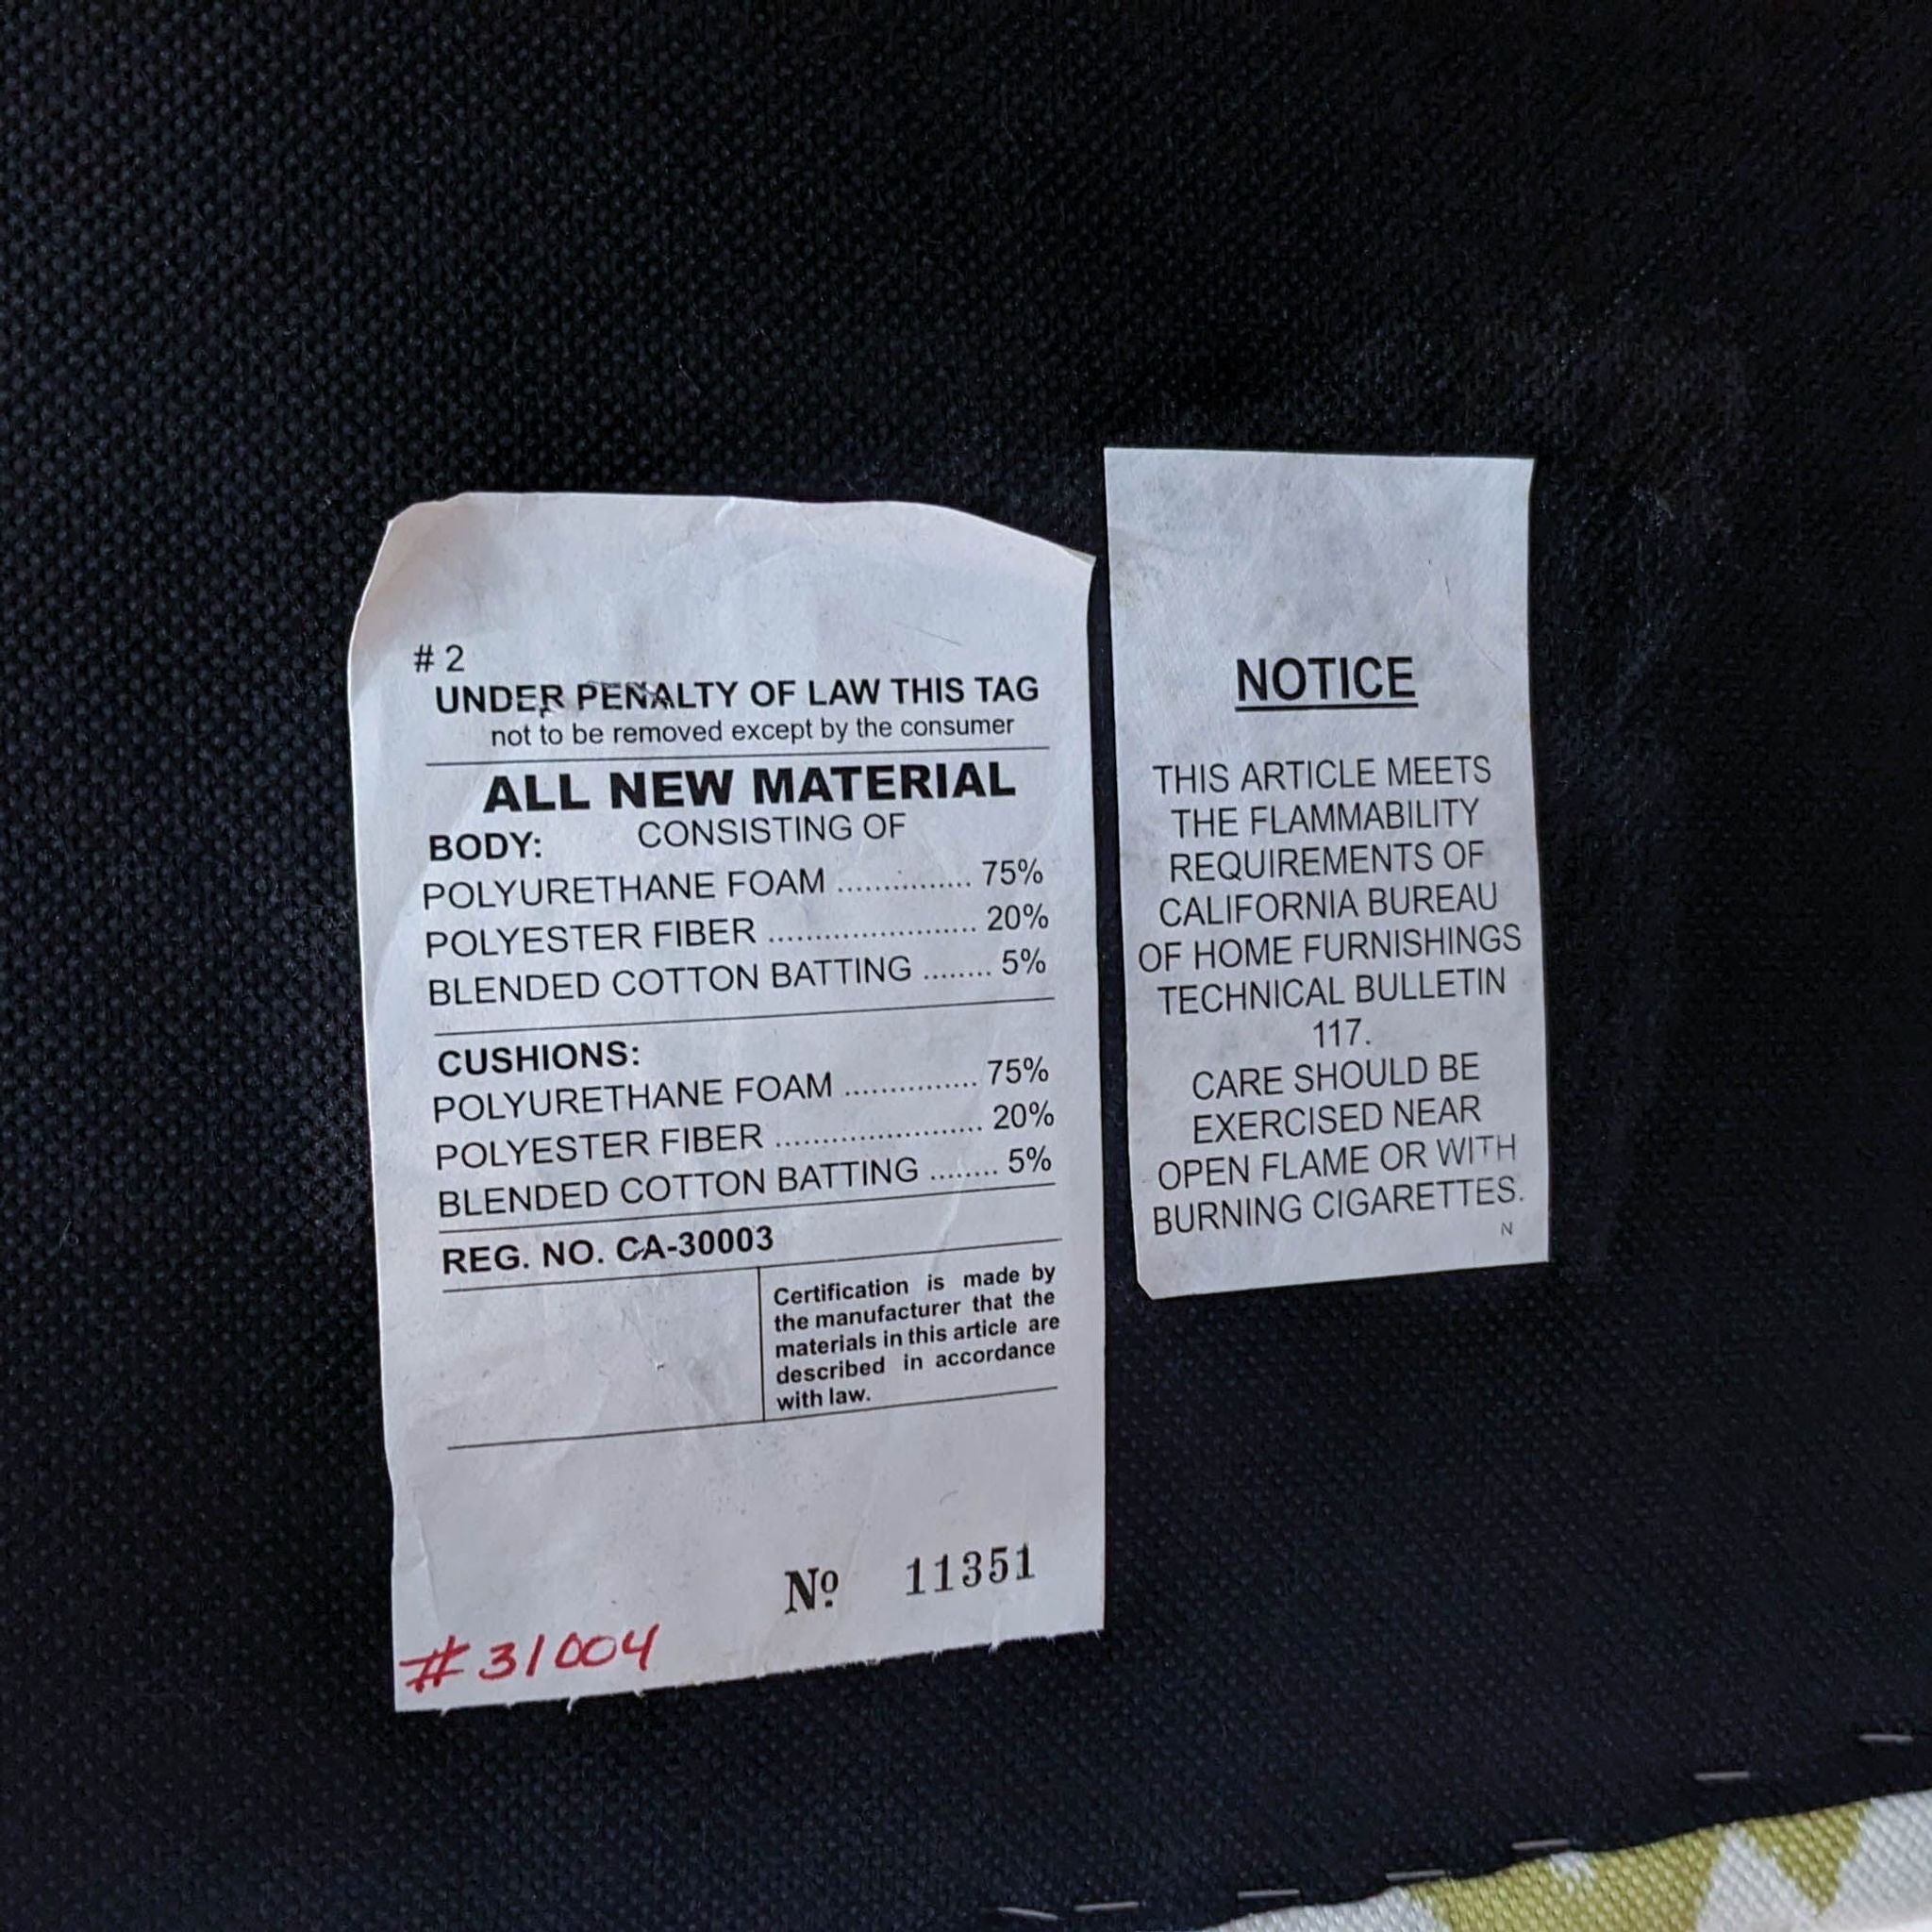 # 2
UNDER PENALTY OF LAW THIS TAG
not to be removed except by the consumer
ALL NEW MATERIAL
BODY: CONSISTING OF
POLYURETHANE FOAM ............... 75%
POLYESTER FIBER ...................... 20%
BLENDED COTTON BATTING ........ 5%
CUSHIONS:
POLYURETHANE FOAM ............... 75%
POLYESTER FIBER ...................... 20%
BLENDED COTTON BATTING ........ 5%
REG. NO. CA-30003
Certification is made by
the manufacturer that the
materials in this article are
described in accordance
with law.
Nº 11351
#31004
NOTICE
THIS ARTICLE MEETS
THE FLAMMABILITY
REQUIREMENTS OF
CALIFORNIA BUREAU
OF HOME FURNISHINGS
TECHNICAL BULLETIN
117.
CARE SHOULD BE
EXERCISED NEAR
OPEN FLAME OR WITH
BURNING CIGARETTES.
N